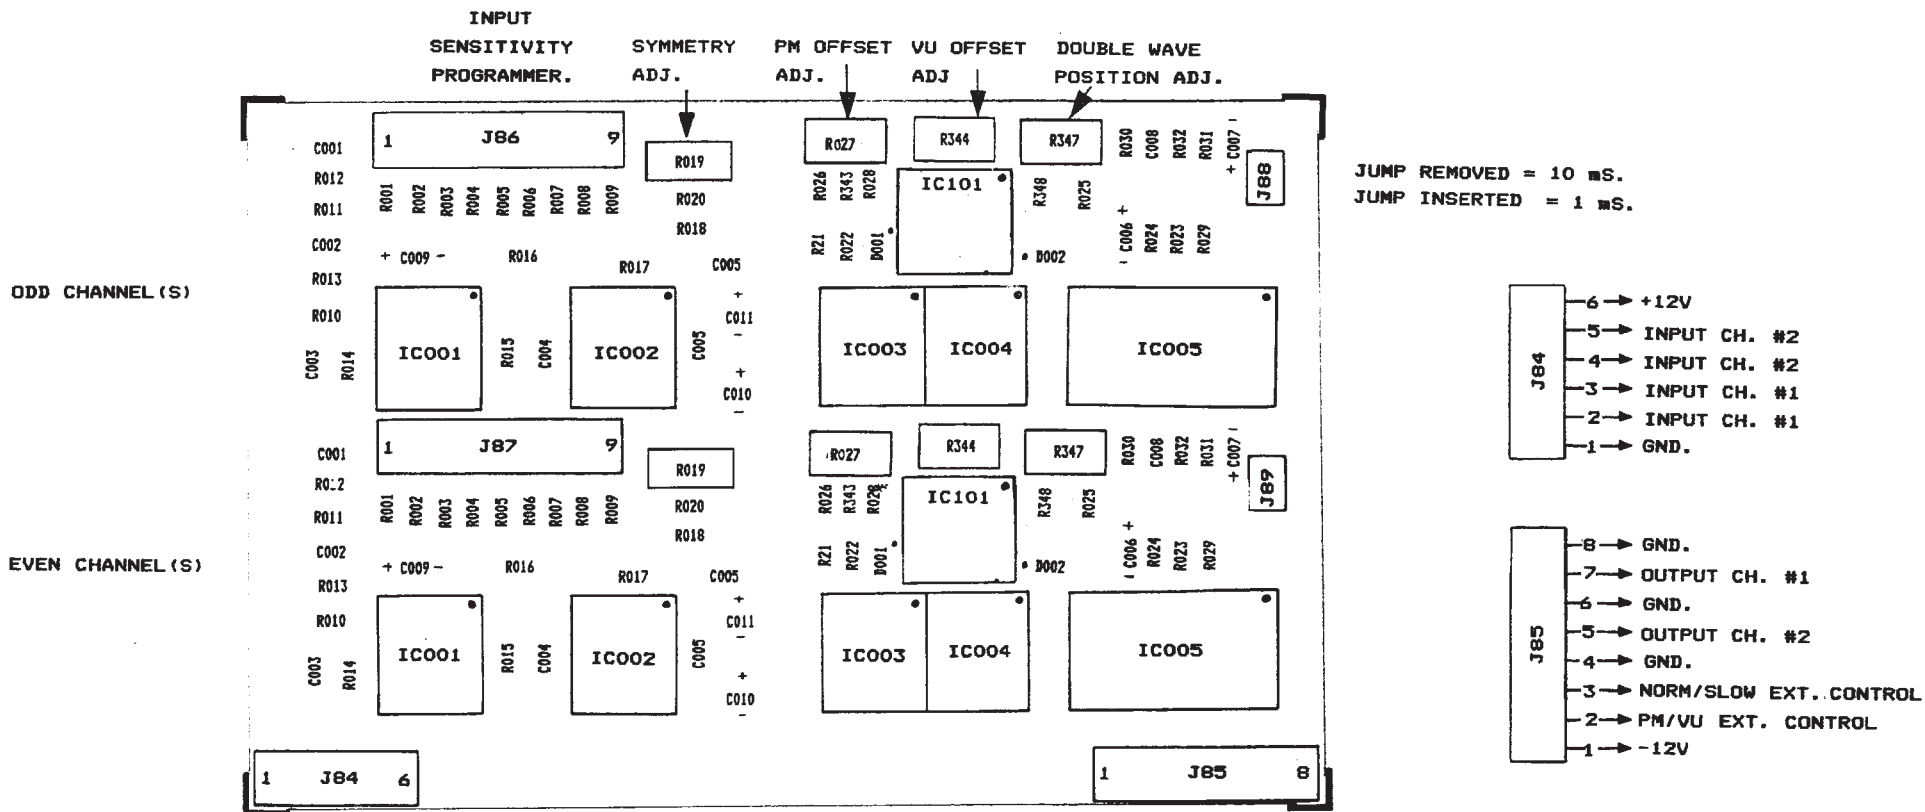 INPUT
SENSITIVITY
PROGRAMMER.
SYMMETRY
ADJ.
PM OFFSET
ADJ.
VU OFFSET
ADJ
DOUBLE WAVE
POSITION ADJ.
ODD CHANNEL(S)
C001
R012
R011
C002
R013
R010
C003
R014
1 J86 9
R001
R002
R003
R004
R005
R006
R007
R008
R009
+ C009 -
R016
R017
C005
IC001
R015
C004
IC002
C005
R019
R020
R018
+
C011
-
+
C010
-
R027
R344
R347
R026
R343
R028
R21
R022
D001
IC101
R348
R025
D002
R030
C008
R032
R031
+ C007 -
J88
- C006 +
R024
R023
R029
IC003
IC004
IC005
EVEN CHANNEL(S)
C001
R012
R011
C002
R013
R010
C003
R014
1 J87 9
R001
R002
R003
R004
R005
R006
R007
R008
R009
+ C009 -
R016
R017
C005
IC001
R015
C004
IC002
C005
R019
R020
R018
+
C011
-
+
C010
-
R027
R344
R347
R026
R343
R028
R21
R022
D001
IC101
R348
R025
D002
R030
C008
R032
R031
+ C007 -
J89
- C006 +
R024
R023
R029
IC003
IC004
IC005
1 J84 6
1 J85 8
JUMP REMOVED = 10 mS.
JUMP INSERTED = 1 mS.
J84
6 → +12V
5 → INPUT CH. #2
4 → INPUT CH. #2
3 → INPUT CH. #1
2 → INPUT CH. #1
1 → GND.
J85
8 → GND.
7 → OUTPUT CH. #1
6 → GND.
5 → OUTPUT CH. #2
4 → GND.
3 → NORM/SLOW EXT. CONTROL
2 → PM/VU EXT. CONTROL
1 → -12V